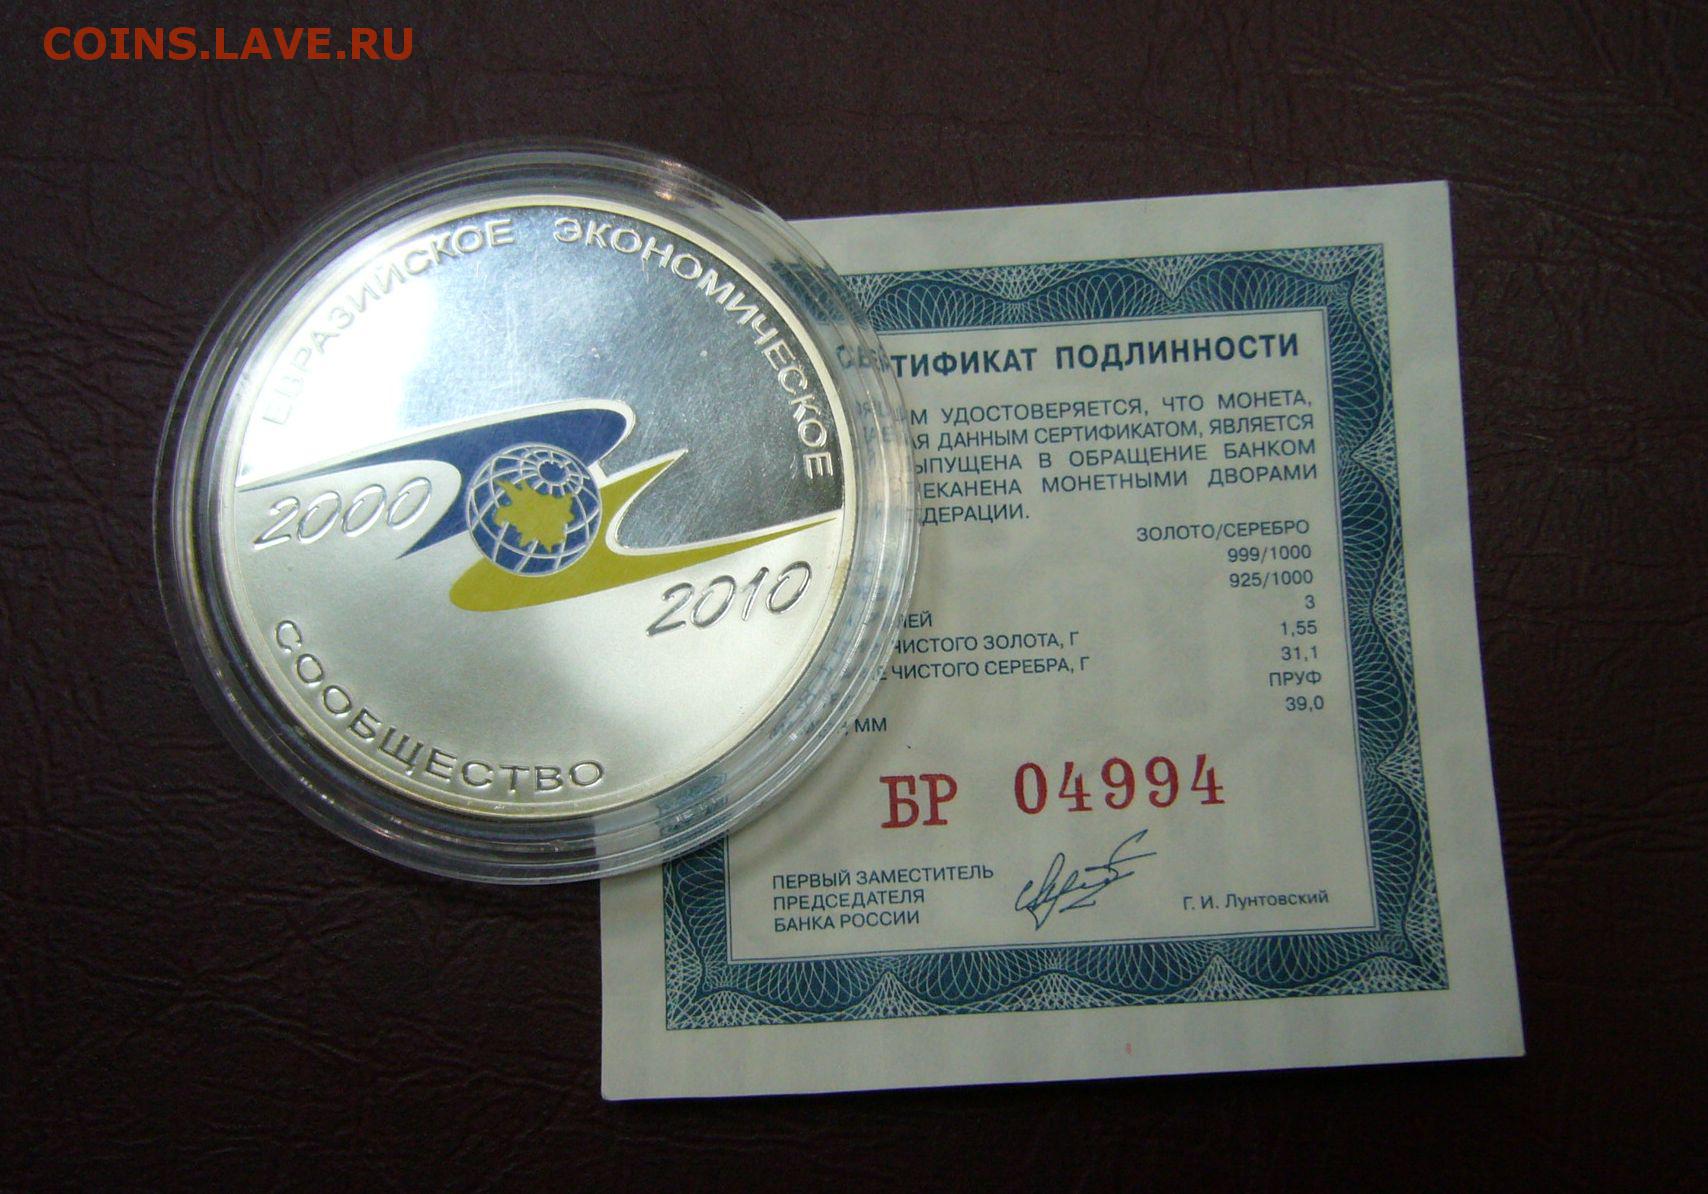 COINS.LAVE.RU
ЕВРАЗИЙСКОЕ ЭКОНОМИЧЕСКОЕ
2000
2010
СООБЩЕСТВО
СЕРТИФИКАТ ПОДЛИННОСТИ
УДОСТОВЕРЯЕТСЯ, ЧТО МОНЕТА,
ДАННЫМ СЕРТИФИКАТОМ, ЯВЛЯЕТСЯ
ВЫПУЩЕНА В ОБРАЩЕНИЕ БАНКОМ
МОНЕТНЫМИ ДВОРАМИ
ЗОЛОТО/СЕРЕБРО
999/1000
925/1000
3
ЧИСТОГО ЗОЛОТА, Г 1,55
ЧИСТОГО СЕРЕБРА, Г 31,1
ПРУФ
ММ 39,0
БР 04994
ПЕРВЫЙ ЗАМЕСТИТЕЛЬ
ПРЕДСЕДАТЕЛЯ
БАНКА РОССИИ
Г. И. Лунтовский